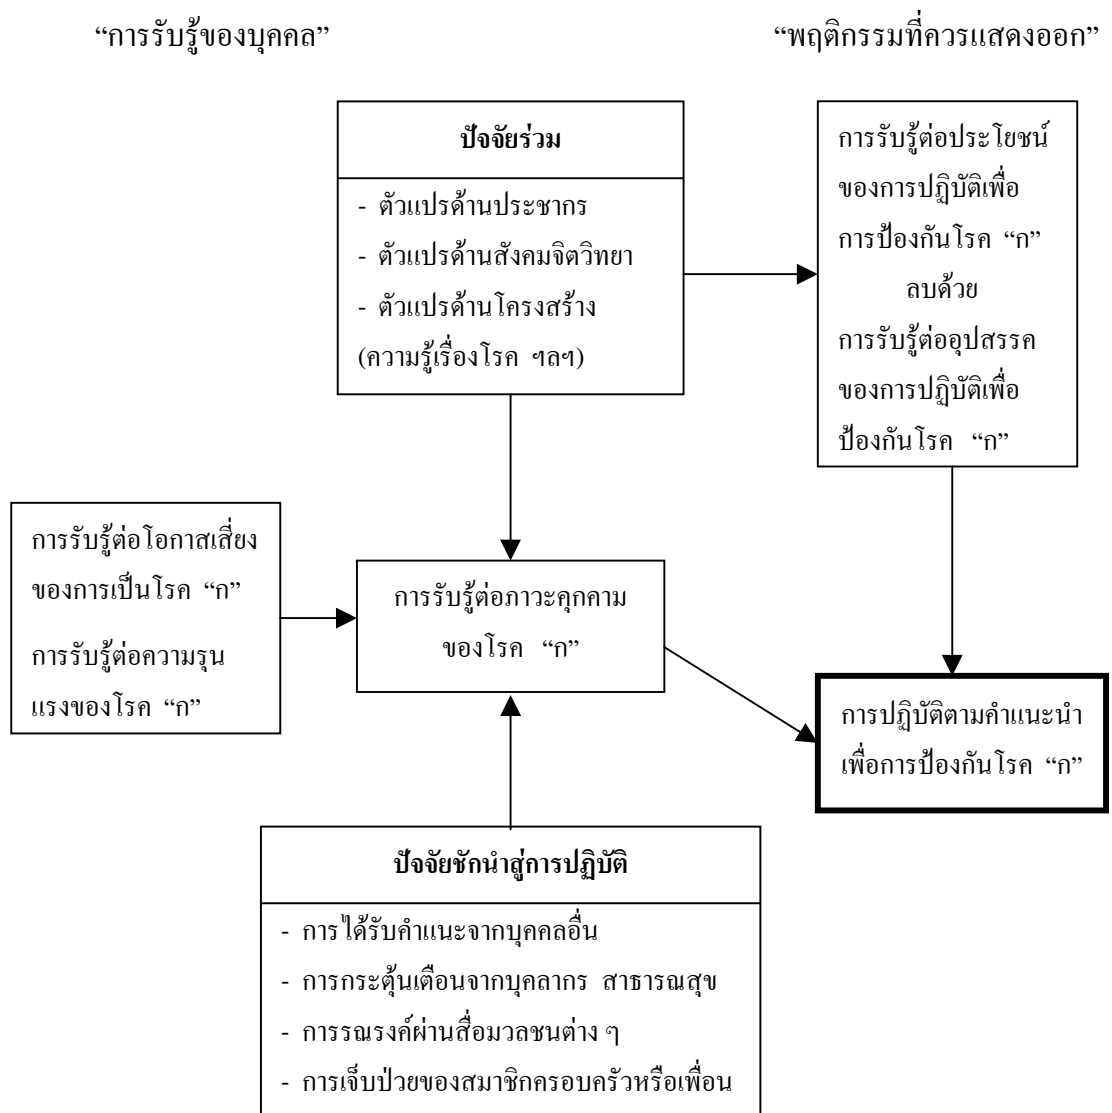 “การรับรู้ของบุคคล”
“พฤติกรรมที่ควรแสดงออก”
ปัจจัยร่วม
- ตัวแปรด้านประชากร
- ตัวแปรด้านสังคมจิตวิทยา
- ตัวแปรด้านโครงสร้าง
(ความรู้เรื่องโรค ฯลฯ)
การรับรู้ต่อประโยชน์
ของการปฏิบัติเพื่อ
การป้องกันโรค “ก”
ลบด้วย
การรับรู้ต่ออุปสรรค
ของการปฏิบัติเพื่อ
ป้องกันโรค “ก”
การรับรู้ต่อโอกาสเสี่ยง
ของการเป็นโรค “ก”
การรับรู้ต่อความรุน
แรงของโรค “ก”
การรับรู้ต่อภาวะคุกคาม
ของโรค “ก”
การปฏิบัติตามคำแนะนำ
เพื่อการป้องกันโรค “ก”
ปัจจัยชักนำสู่การปฏิบัติ
- การได้รับคำแนะจากบุคคลอื่น
- การกระตุ้นเตือนจากบุคลากร สาธารณสุข
- การรณรงค์ผ่านสื่อมวลชนต่าง ๆ
- การเจ็บป่วยของสมาชิกครอบครัวหรือเพื่อน